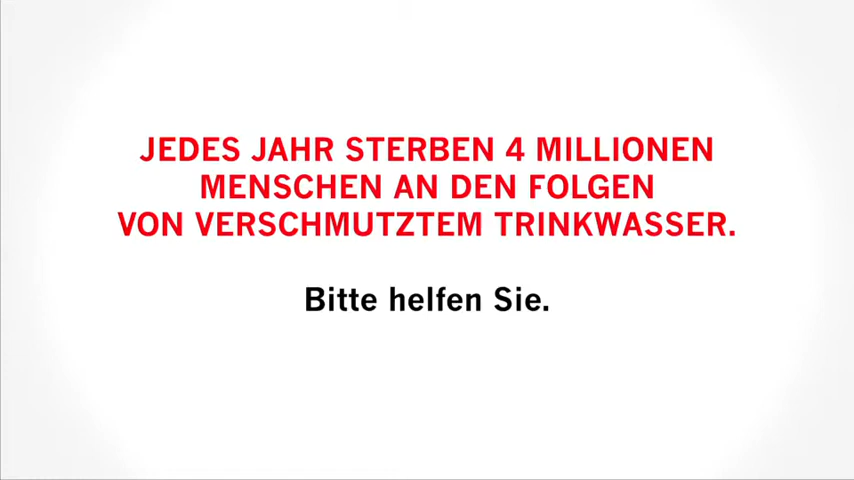 JEDES JAHR STERBEN 4 MILLIONEN
MENSCHEN AN DEN FOLGEN
VON VERSCHMUTZTEM TRINKWASSER.
Bitte helfen Sie.